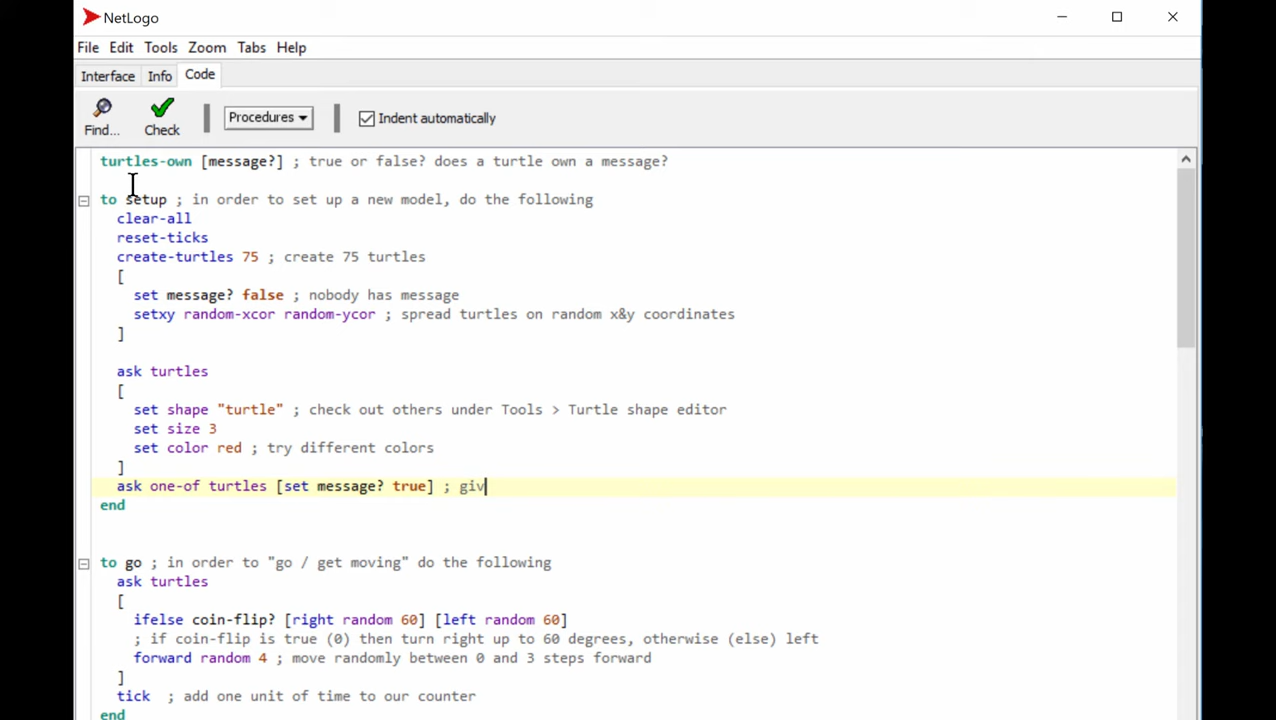 NetLogo
File Edit Tools Zoom Tabs Help
Interface Info Code
Find... Check Procedures Indent automatically
turtles-own [message?] ; true or false? does a turtle own a message?
to setup ; in order to set up a new model, do the following
clear-all
reset-ticks
create-turtles 75 ; create 75 turtles
[
set message? false ; nobody has message
setxy random-xcor random-ycor ; spread turtles on random x&y coordinates
]
ask turtles
[
set shape "turtle" ; check out others under Tools > Turtle shape editor
set size 3
set color red ; try different colors
]
ask one-of turtles [set message? true] ; giv
end
to go ; in order to "go / get moving" do the following
ask turtles
[
ifelse coin-flip? [right random 60] [left random 60]
; if coin-flip is true (0) then turn right up to 60 degrees, otherwise (else) left
forward random 4 ; move randomly between 0 and 3 steps forward
]
tick ; add one unit of time to our counter
end